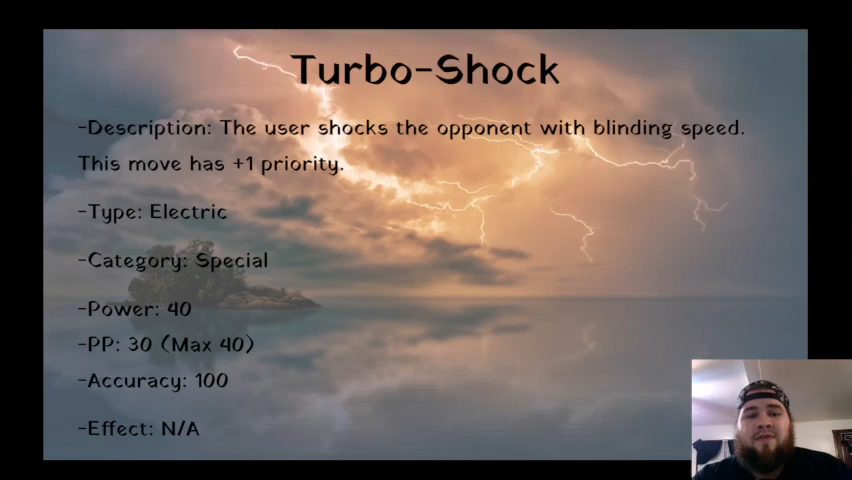 Turbo-Shock
-Description: The user shocks the opponent with blinding speed.
This move has +1 priority.
-Type: Electric
-Category: Special
-Power: 40
-PP: 30 (Max 40)
-Accuracy: 100
-Effect: N/A